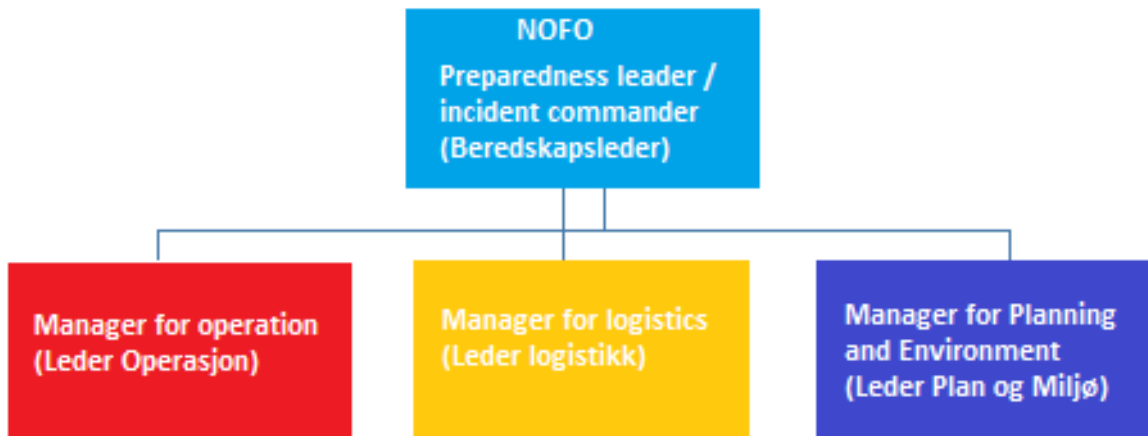 NOFO
Preparedness leader /
incident commander
(Beredskapsleder)
Manager for operation
(Leder Operasjon)
Manager for logistics
(Leder logistikk)
Manager for Planning
and Environment
(Leder Plan og Miljø)